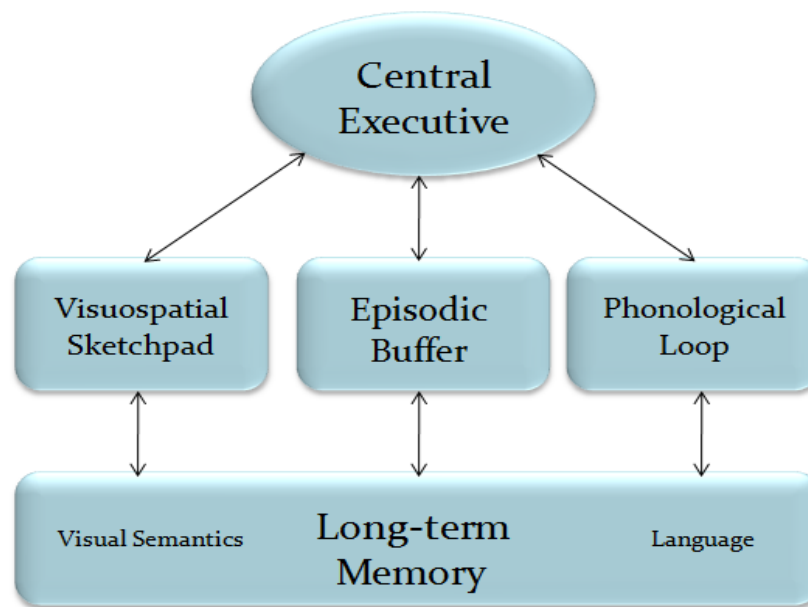 Central
Executive
Visuospatial
Sketchpad
Episodic
Buffer
Phonological
Loop
Visual Semantics
Long-term
Memory
Language